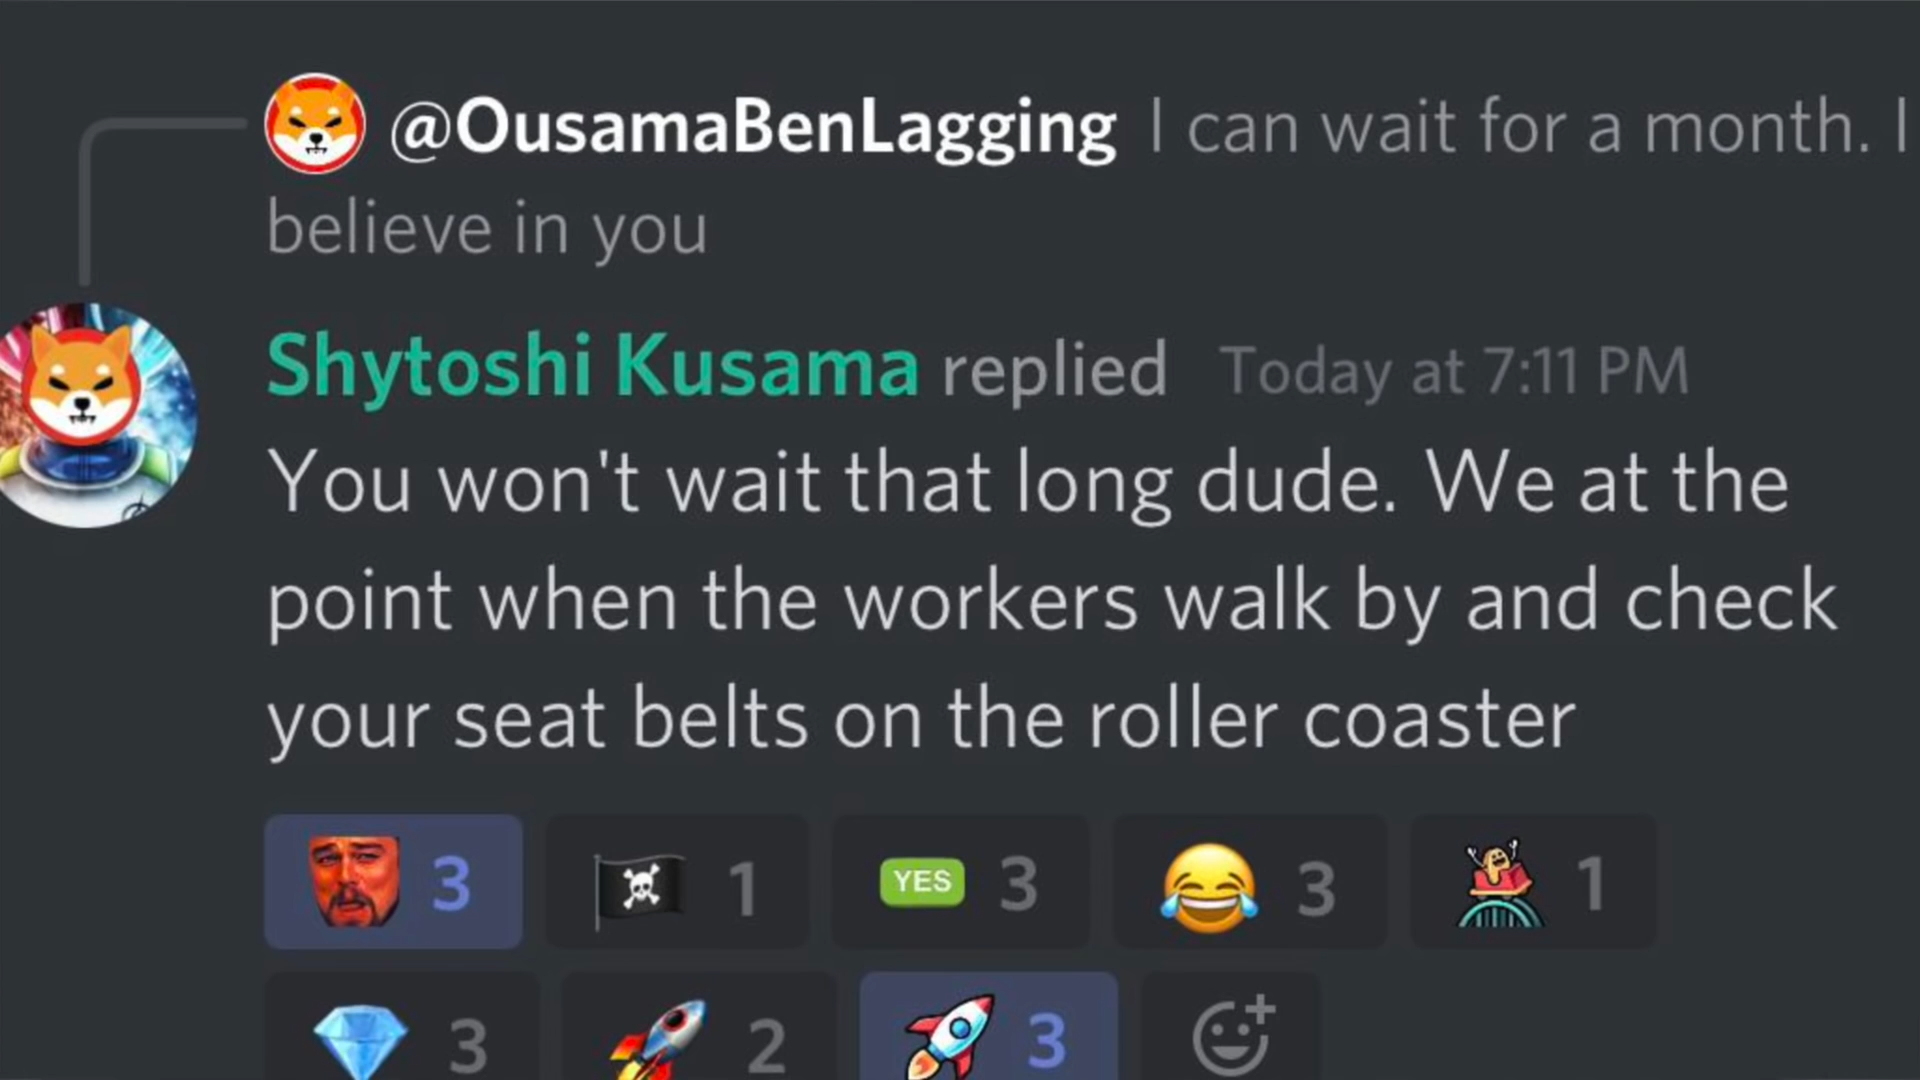 @OusamaBenLagging I can wait for a month. I
believe in you
Shytoshi Kusama replied Today at 7:11 PM
You won't wait that long dude. We at the
point when the workers walk by and check
your seat belts on the roller coaster
3 1 YES 3 3 1
3 2 3